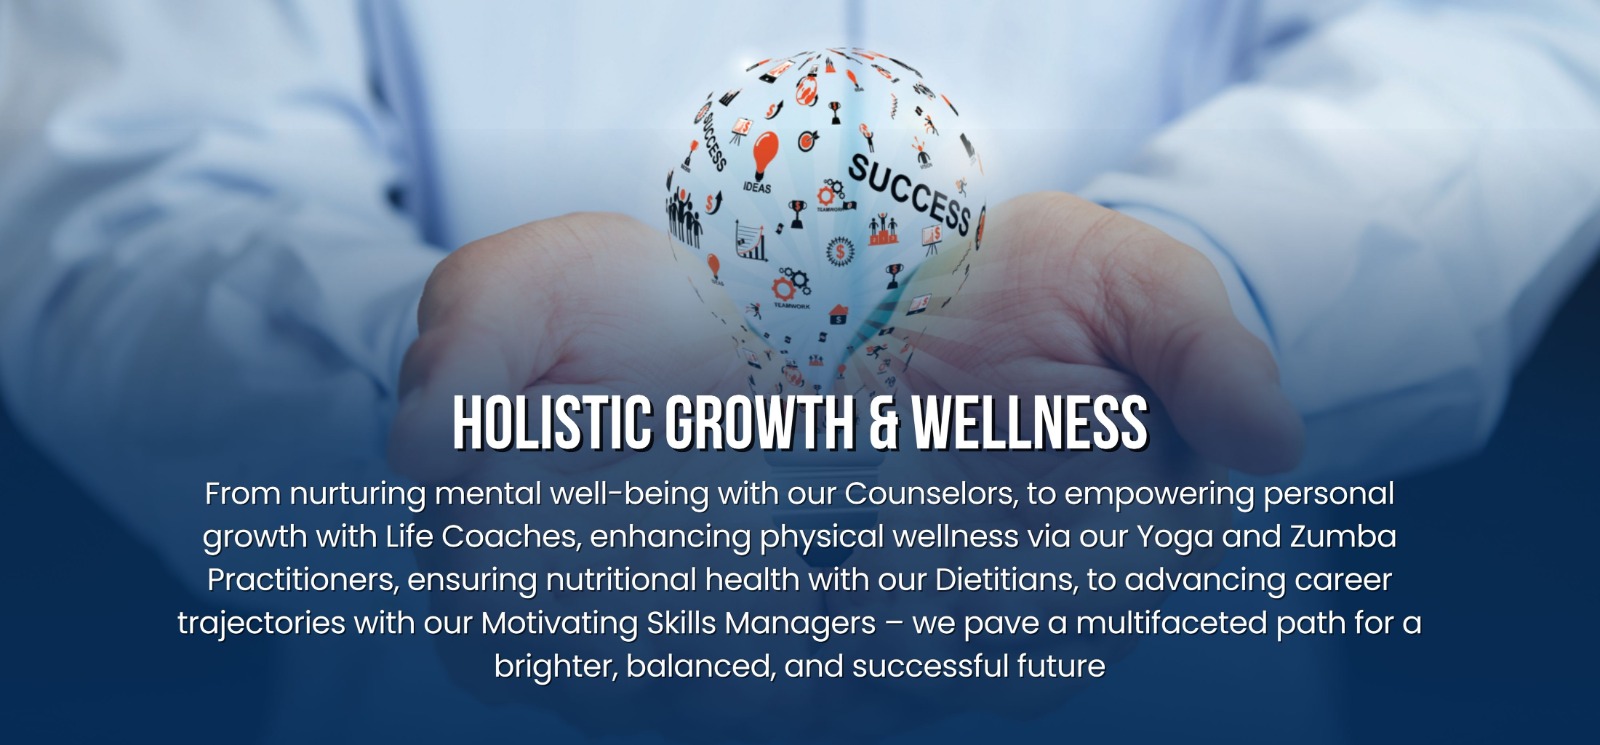 SUCCESS
IDEAS
SUCCESS
TEAMWORK
TEAMWORK
HOLISTIC GROWTH & WELLNESS
From nurturing mental well-being with our Counselors, to empowering personal
growth with Life Coaches, enhancing physical wellness via our Yoga and Zumba
Practitioners, ensuring nutritional health with our Dietitians, to advancing career
trajectories with our Motivating Skills Managers – we pave a multifaceted path for a
brighter, balanced, and successful future